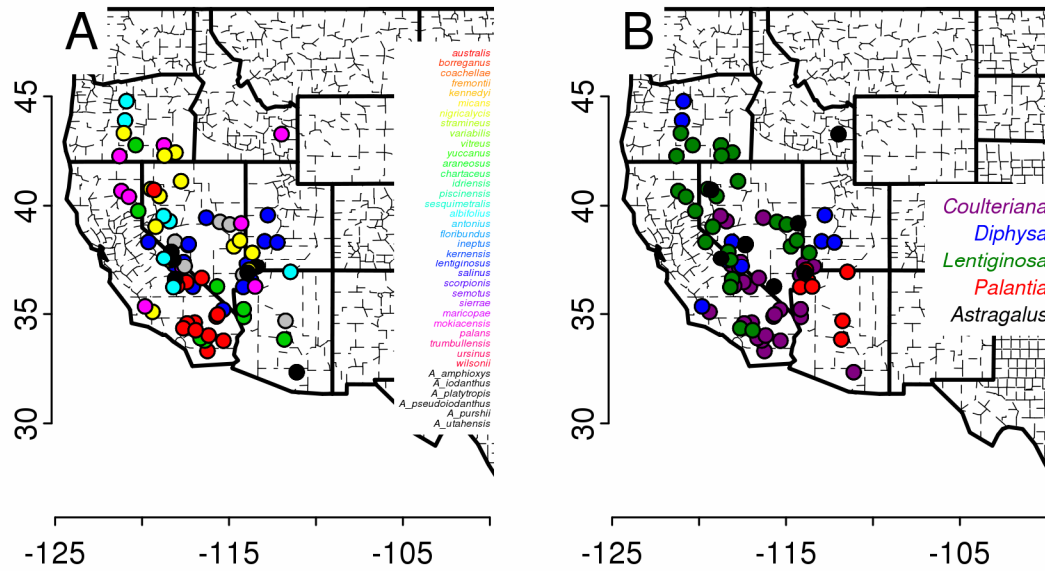 A
australis
borreganus
coachellae
fremontii
kennedyi
micans
nigricalycis
stramineus
variabilis
vitreus
yuccanus
araneosus
chartaceus
idriensis
piscinensis
sesquimetralis
albifolius
antonius
floribundus
ineptus
kernensis
lentiginosus
salinus
scorpionis
semotus
sierrae
maricopae
mokiacensis
palans
trumbullensis
ursinus
wilsonii
A_amphioxys
A_iodanthus
A_platytropis
A_pseudoiodanthus
A_purshii
A_utahensis
45
40
35
30
-125
-115
-105
B
Coulteriana
Diphysa
Lentiginosa
Palantia
Astragalus
45
40
35
30
-125
-115
-105